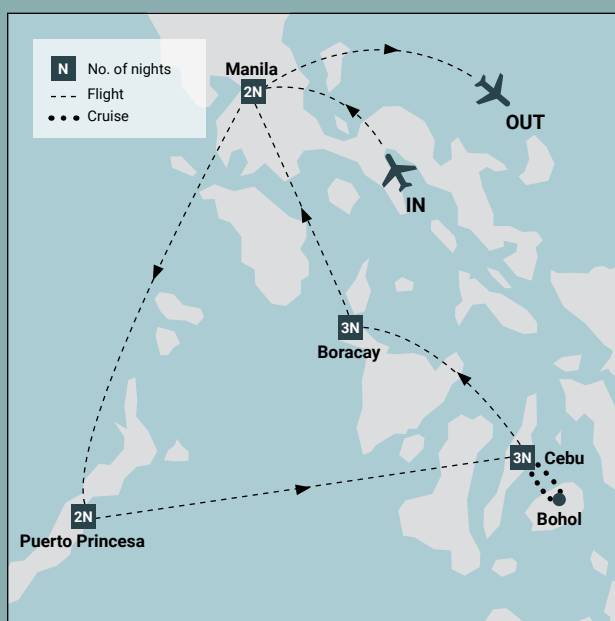 N No. of nights
Flight
Cruise
Manila
2N
OUT
IN
3N
Boracay
3N Cebu
Bohol
2N
Puerto Princesa